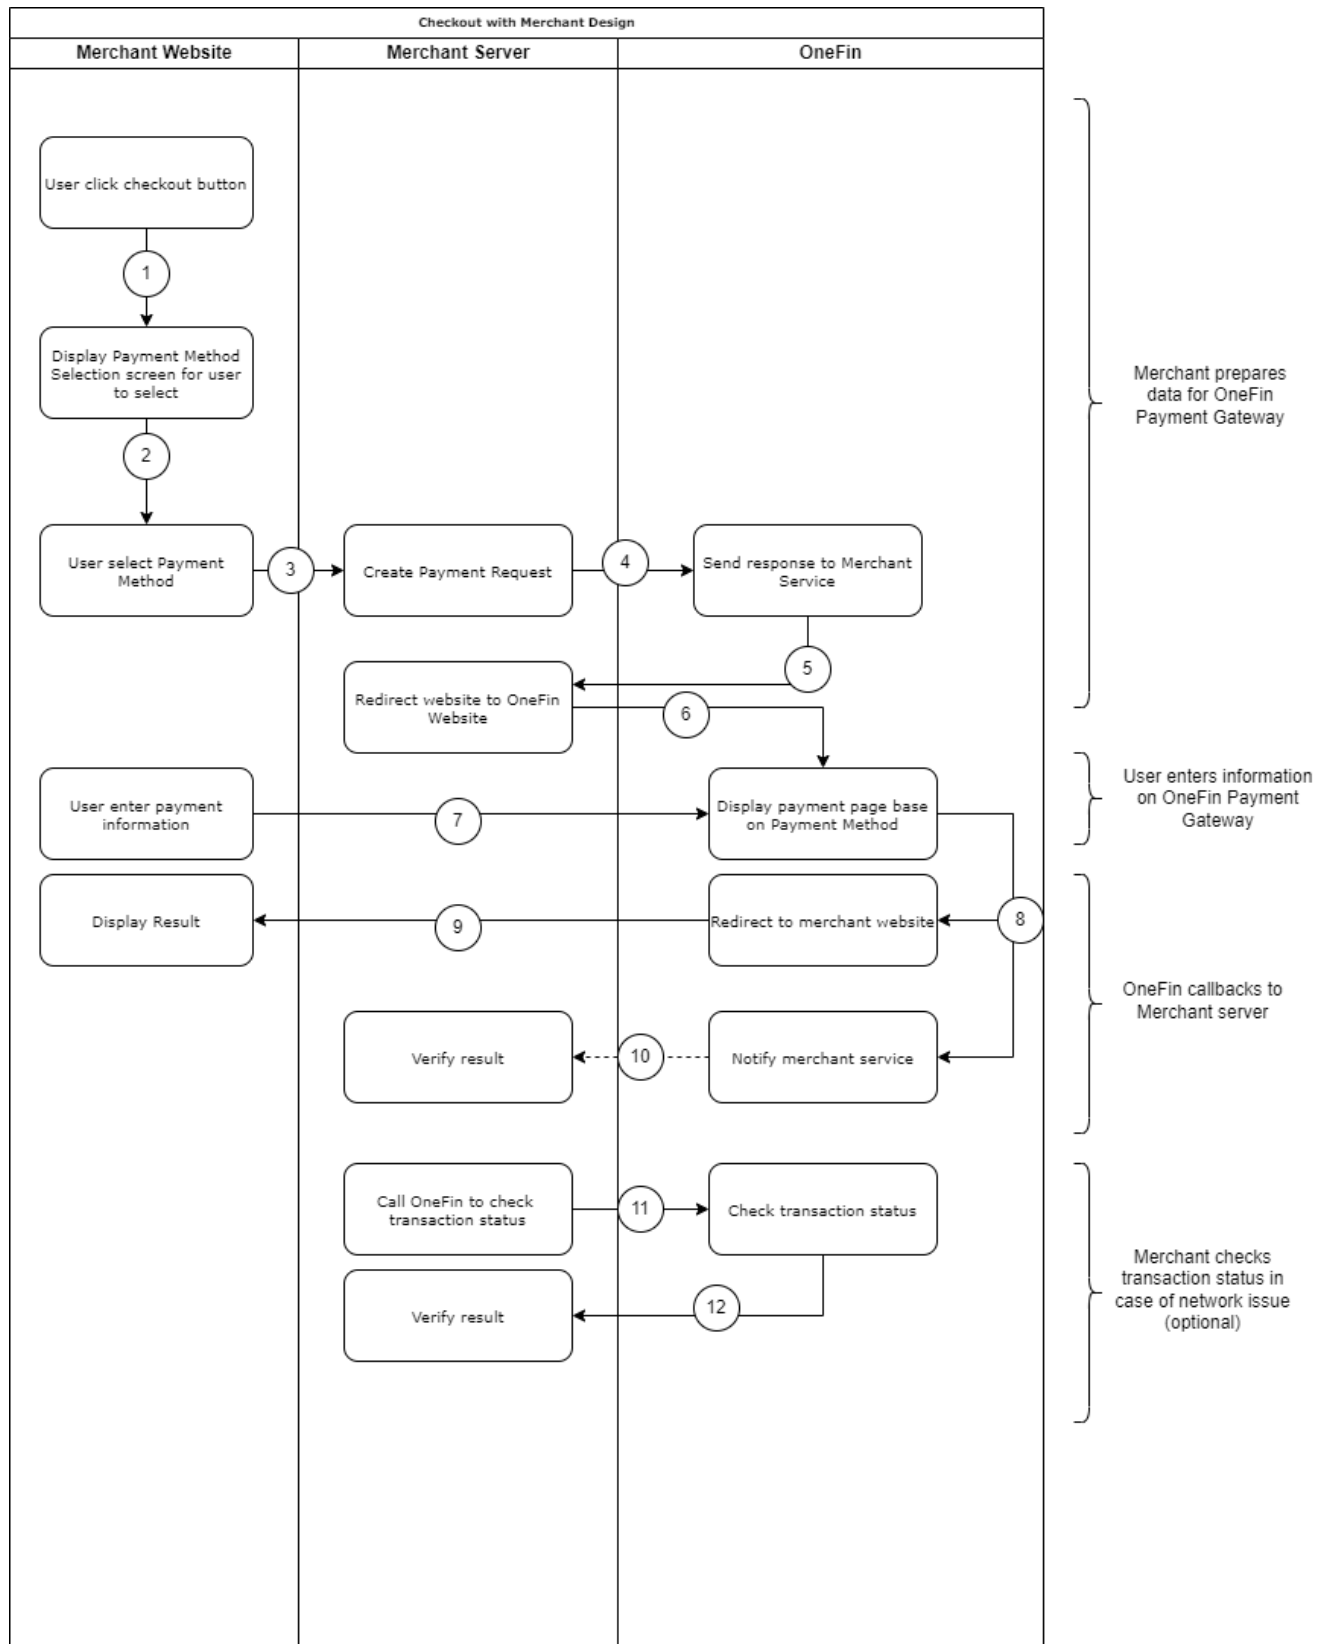 Checkout with Merchant Design
Merchant Website
Merchant Server
OneFin
User click checkout button
1
Display Payment Method
Selection screen for user
to select
2
User select Payment
Method
3
Create Payment Request
4
Send response to Merchant
Service
Merchant prepares
data for OneFin
Payment Gateway
5
Redirect website to OneFin
Website
6
User enter payment
information
7
Display payment page base
on Payment Method
User enters information
on OneFin Payment
Gateway
8
Redirect to merchant website
9
Display Result
Notify merchant service
10
Verify result
OneFin callbacks to
Merchant server
Call OneFin to check
transaction status
11
Check transaction status
12
Verify result
Merchant checks
transaction status in
case of network issue
(optional)